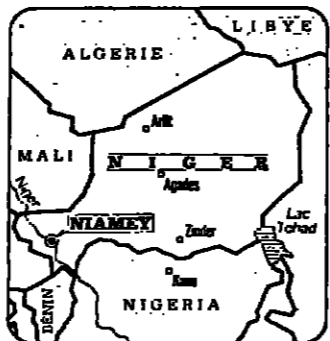 LIBYE
ALGERIE
Arlit
MALI
NIGER
Agades
Niger
NIAMEY
Zinder
Lac
Tchad
Kano
NIGERIA
BENIN